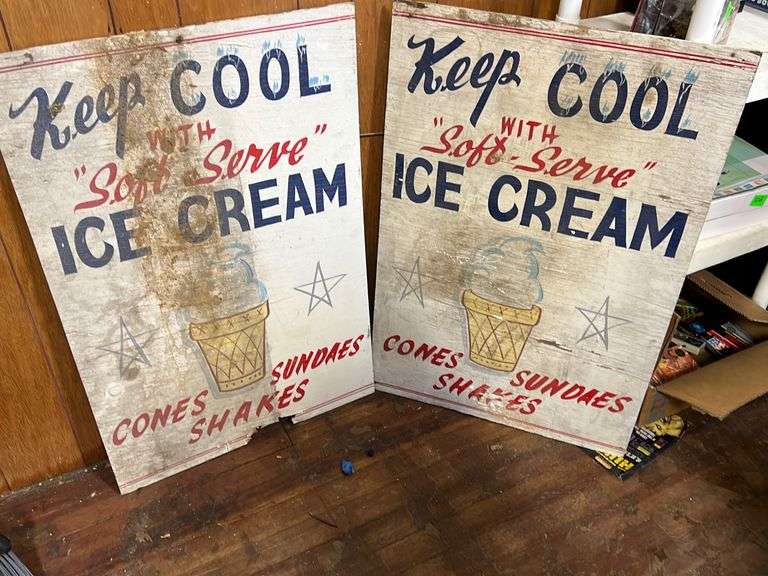 Keep COOL
WITH
"Soft-Serve"
ICE CREAM
CONES SUNDAES
SHAKES
Keep COOL
WITH
"Soft-Serve"
ICE CREAM
CONES SUNDAES
SHAKES